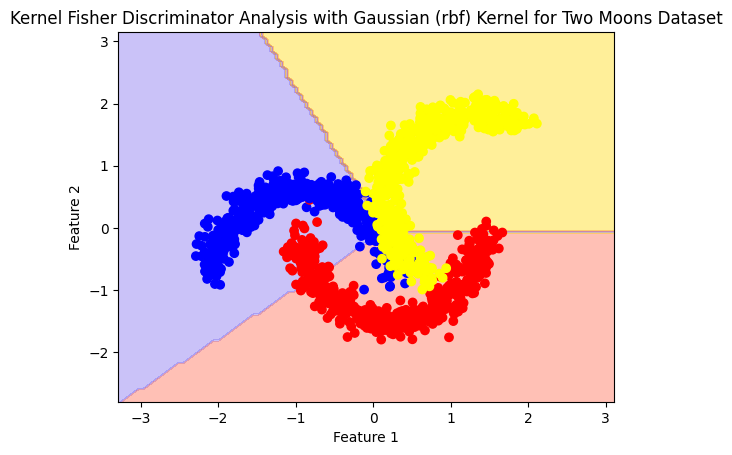 Kernel Fisher Discriminator Analysis with Gaussian (rbf) Kernel for Two Moons Dataset
3
2
1
0
−1
−2
Feature 2
−3 −2 −1 0 1 2 3
Feature 1